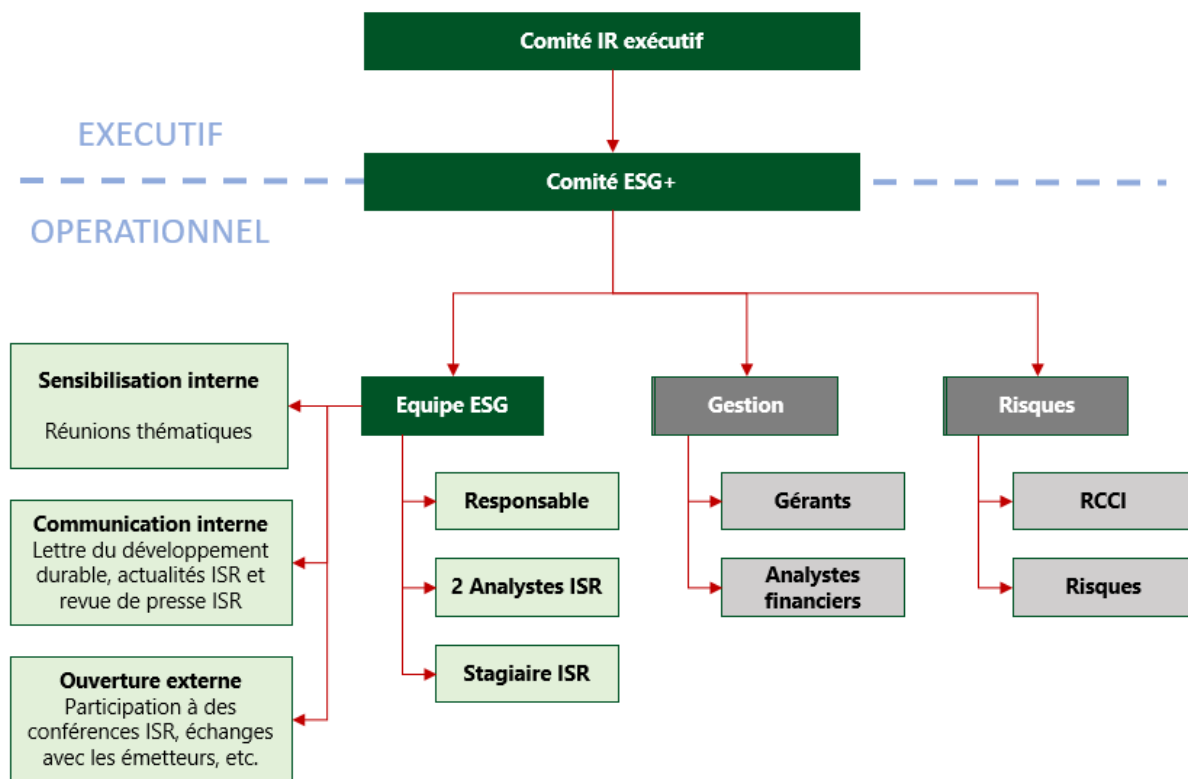 Comité IR exécutif
EXECUTIF
Comité ESG+
OPERATIONNEL
Sensibilisation interne
Réunions thématiques
Communication interne
Lettre du développement
durable, actualités ISR et
revue de presse ISR
Ouverture externe
Participation à des
conférences ISR, échanges
avec les émetteurs, etc.
Equipe ESG
Responsable
2 Analystes ISR
Stagiaire ISR
Gestion
Gérants
Analystes
financiers
Risques
RCCI
Risques